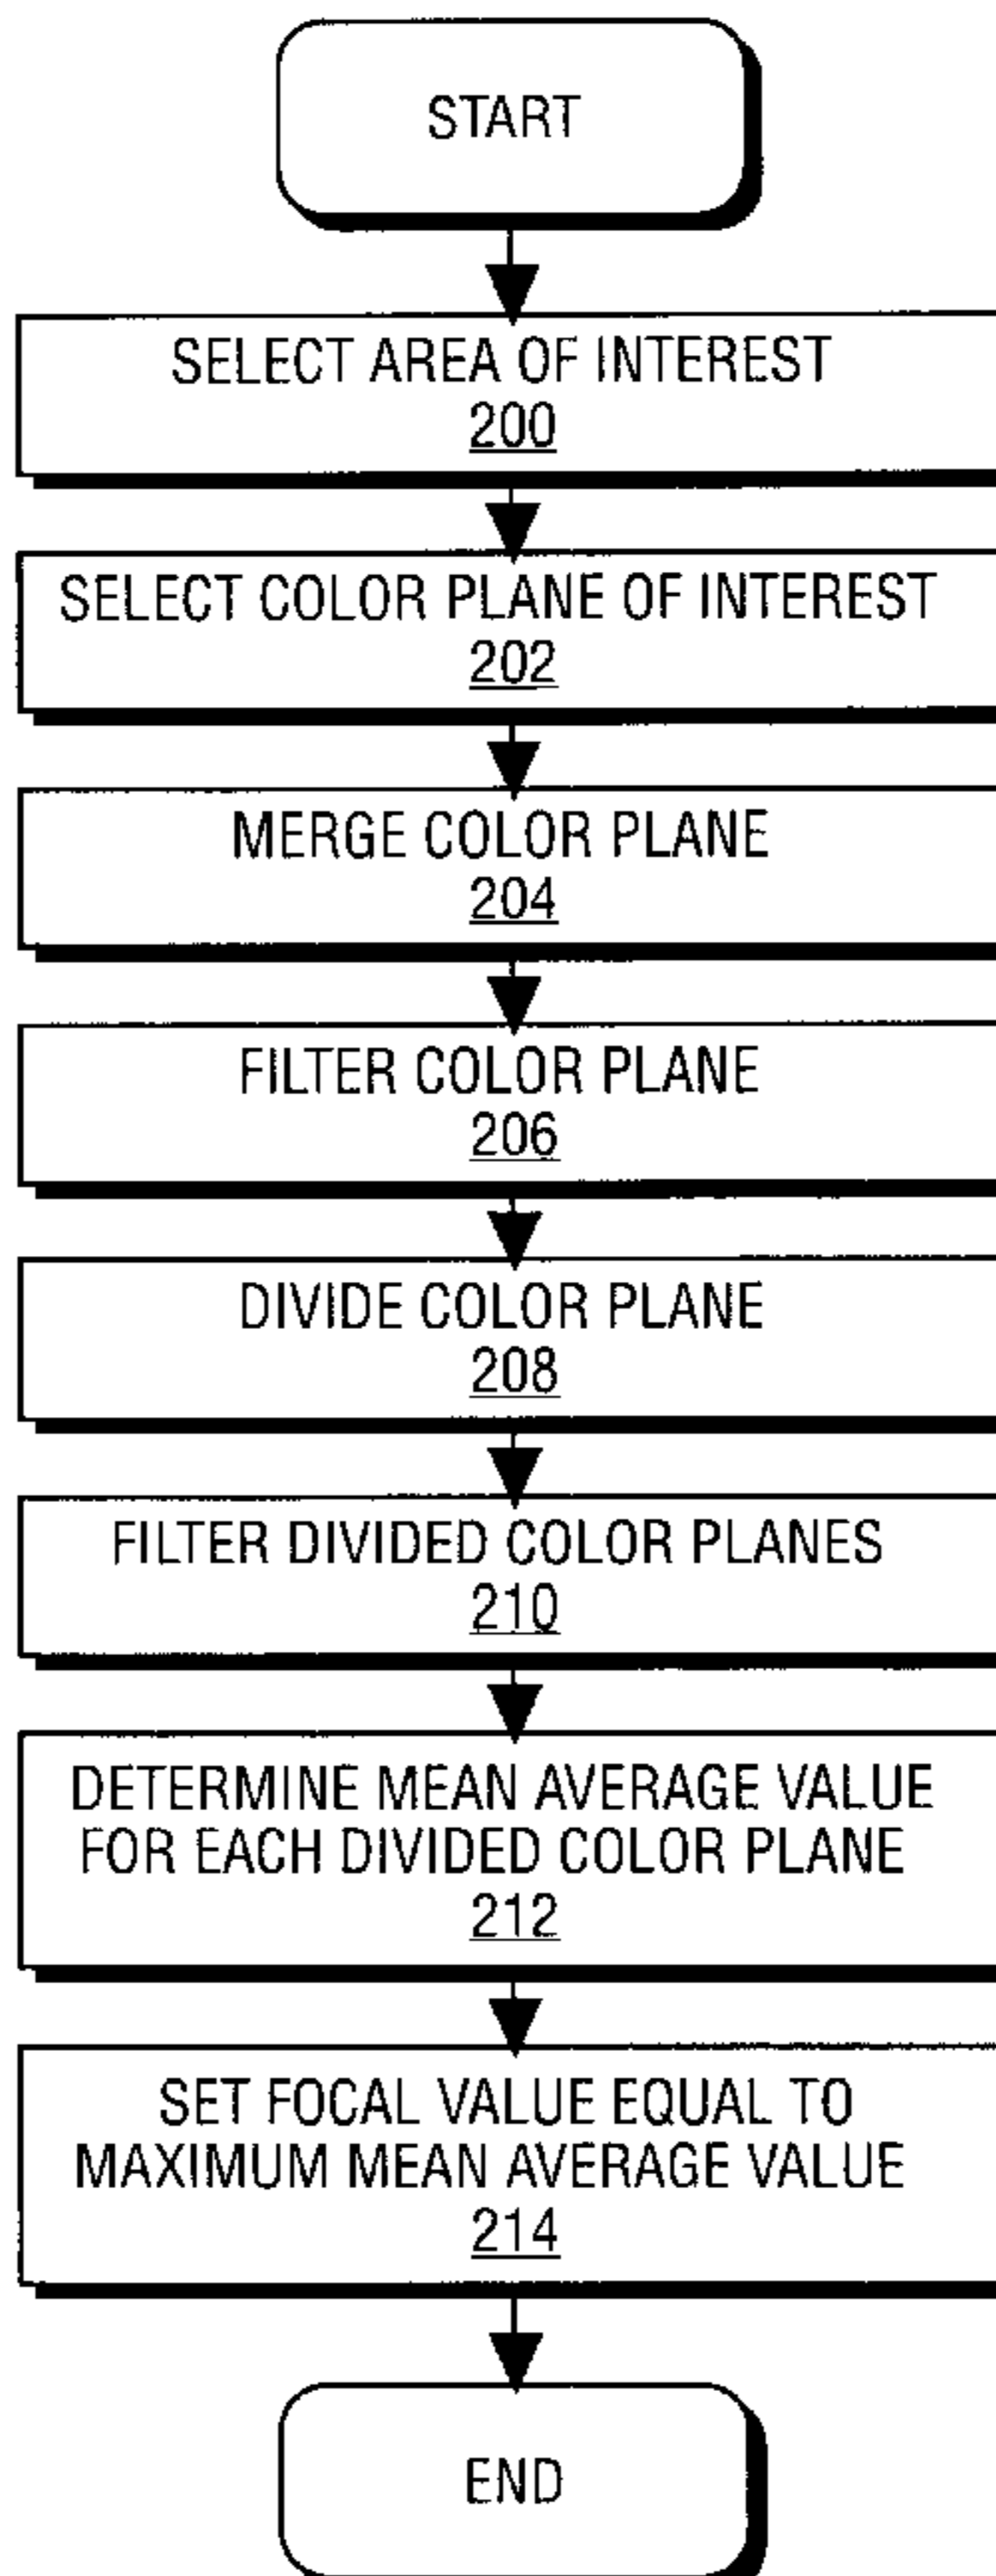 START
SELECT AREA OF INTEREST
200
SELECT COLOR PLANE OF INTEREST
202
MERGE COLOR PLANE
204
FILTER COLOR PLANE
206
DIVIDE COLOR PLANE
208
FILTER DIVIDED COLOR PLANES
210
DETERMINE MEAN AVERAGE VALUE
FOR EACH DIVIDED COLOR PLANE
212
SET FOCAL VALUE EQUAL TO
MAXIMUM MEAN AVERAGE VALUE
214
END